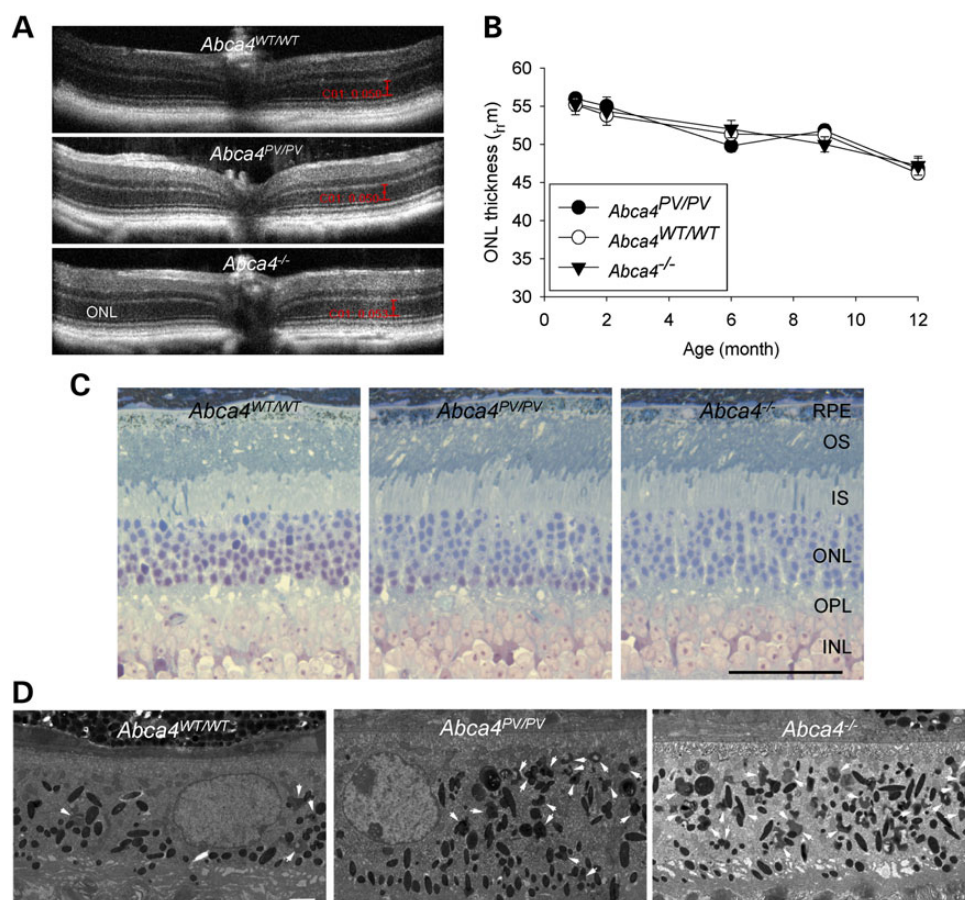 A
Abca4WT/WT
Abca4PV/PV
Abca4-/-
ONL
B
ONL thickness (┐m)
60
55
50
45
40
35
30
Abca4PV/PV
Abca4WT/WT
Abca4-/-
0 2 4 6 8 10 12
Age (month)
C
Abca4WT/WT
Abca4PV/PV
Abca4-/-
RPE
OS
IS
ONL
OPL
INL
D
Abca4WT/WT
Abca4PV/PV
Abca4-/-